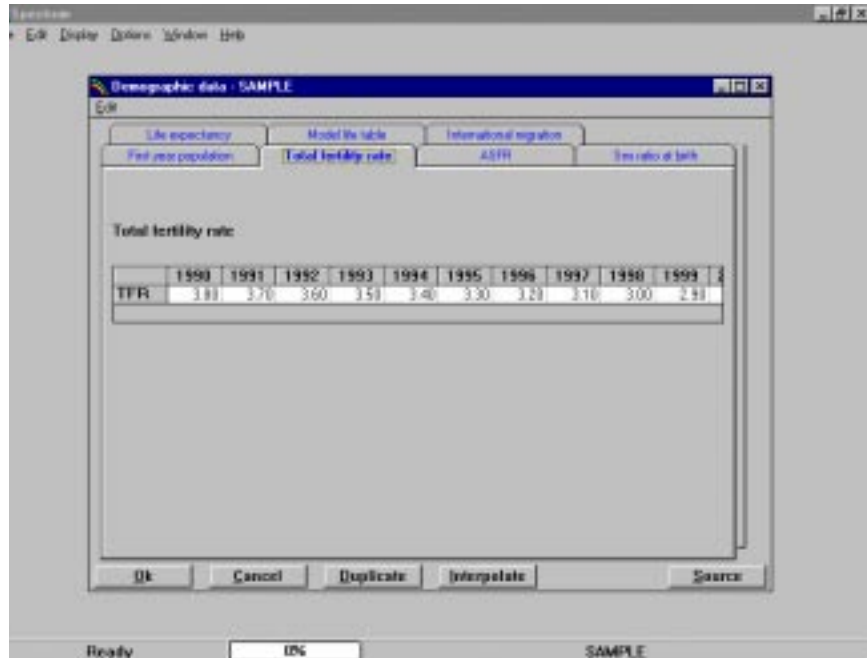 Spectrum
Edit Display Options Window Help
Demographic data - SAMPLE
Edit
Life expectancy Model life table International migration
First year population Total fertility rate ASFR Sex ratio at birth
Total fertility rate
1990 1991 1992 1993 1994 1995 1996 1997 1998 1999 2
TFR 3.70 3.60 3.50 3.40 3.30 3.20 3.10 3.00 2.90
Ok Cancel Duplicate Interpolate Source
Ready 0% SAMPLE